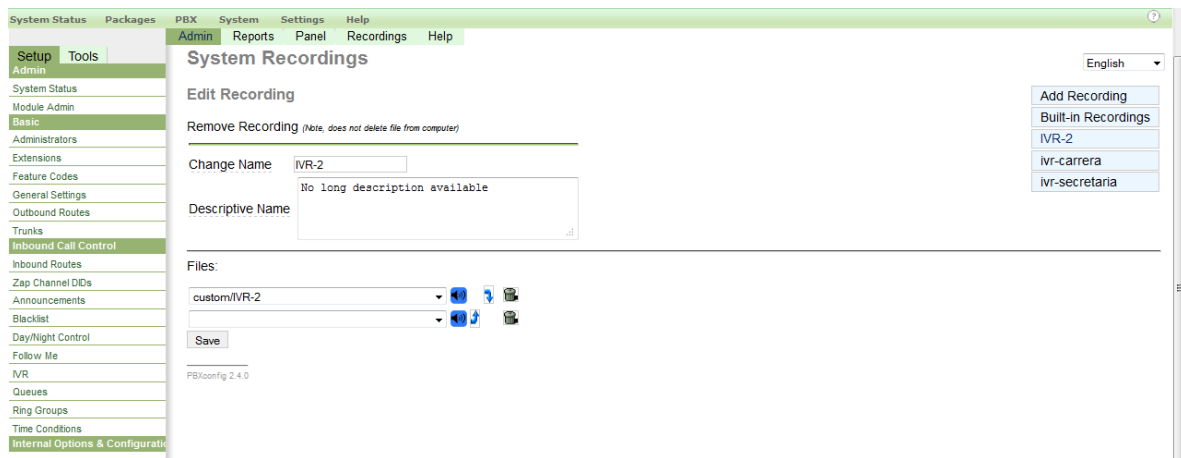 System Status Packages PBX System Settings Help
Admin Reports Panel Recordings Help
Setup Tools
Admin
System Status
Module Admin
Basic
Administrators
Extensions
Feature Codes
General Settings
Outbound Routes
Trunks
Inbound Call Control
Inbound Routes
Zap Channel DIDs
Announcements
Blacklist
Day/Night Control
Follow Me
IVR
Queues
Ring Groups
Time Conditions
Internal Options & Configuratio
System Recordings
English
Edit Recording
Remove Recording (Note, does not delete file from computer)
Change Name IVR-2
Descriptive Name No long description available
Files:
custom/IVR-2
Save
PBXconfig 2.4.0
Add Recording
Built-in Recordings
IVR-2
ivr-carrera
ivr-secretaria